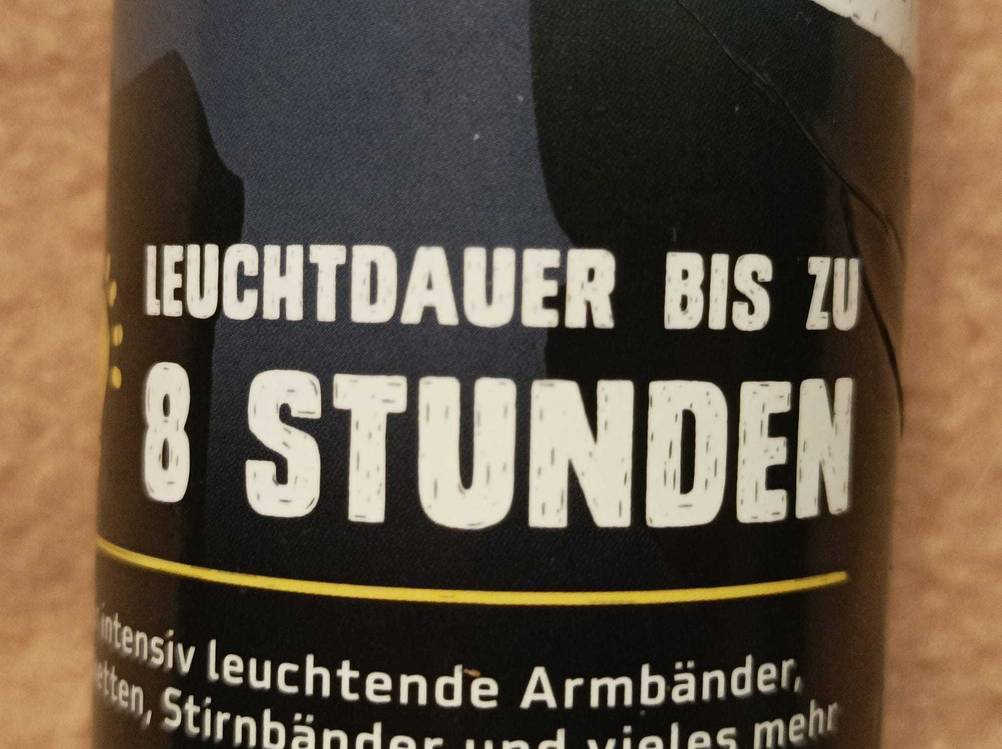 LEUCHTDAUER BIS ZU
8 STUNDEN
intensiv leuchtende Armbänder,
Stirnbänder und vieles mehr